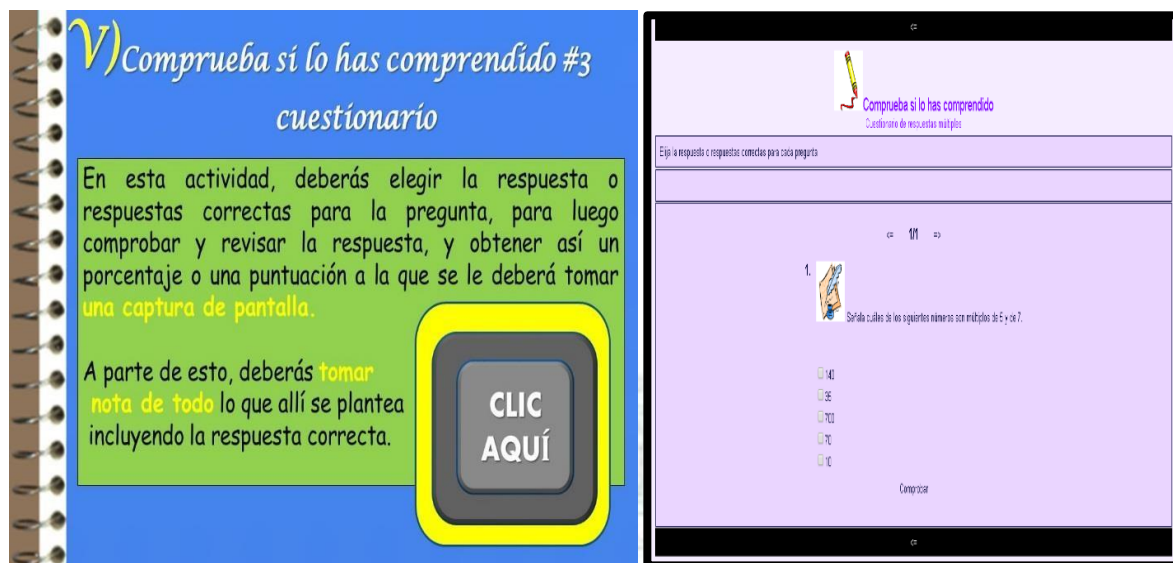 V) Comprueba si lo has comprendido #3
cuestionario
En esta actividad, deberás elegir la respuesta o
respuestas correctas para la pregunta, para luego
comprobar y revisar la respuesta, y obtener así un
porcentaje o una puntuación a la que se le deberá tomar
una captura de pantalla.
A parte de esto, deberás tomar
nota de todo lo que allí se plantea
incluyendo la respuesta correcta.
CLIC
AQUÍ
<=
Comprueba si lo has comprendido
Cuestionario de respuestas múltiples
Elija la respuesta o respuestas correctas para cada pregunta
<= 1/1 =>
1.
Señala cuáles de los siguientes números son múltiplos de y de 7.
140
700
70
10
Comprobar
<=